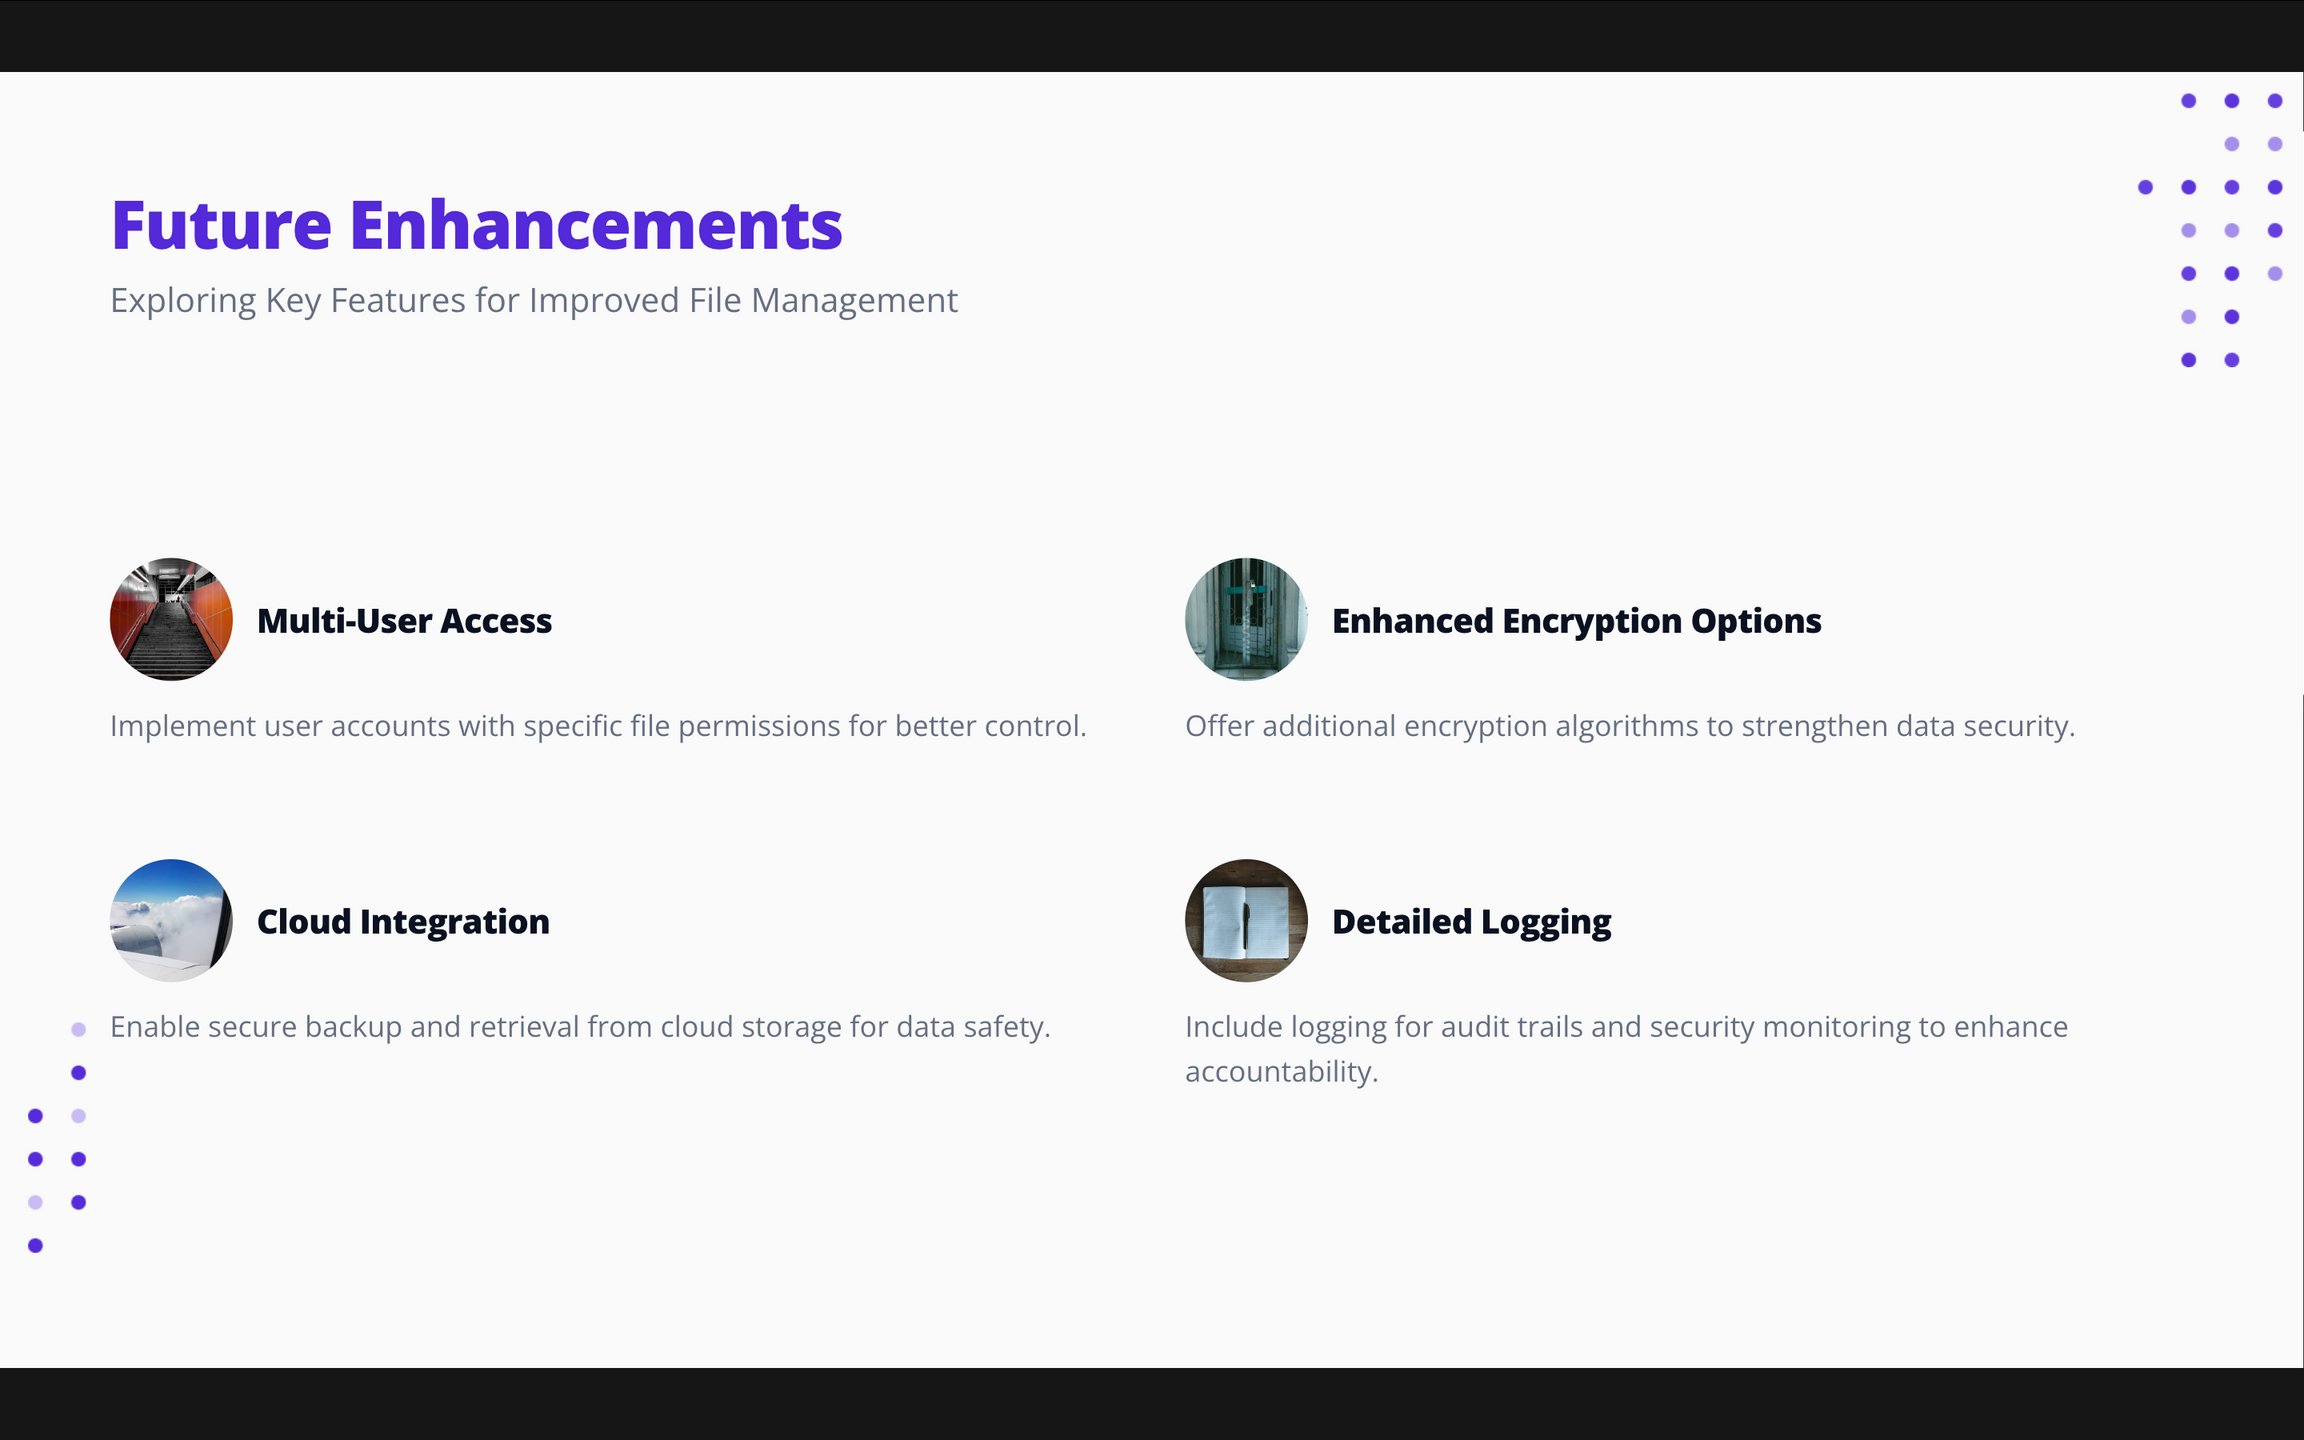 Future Enhancements
Exploring Key Features for Improved File Management
Multi-User Access
Implement user accounts with specific file permissions for better control.
Enhanced Encryption Options
Offer additional encryption algorithms to strengthen data security.
Cloud Integration
Enable secure backup and retrieval from cloud storage for data safety.
Detailed Logging
Include logging for audit trails and security monitoring to enhance
accountability.